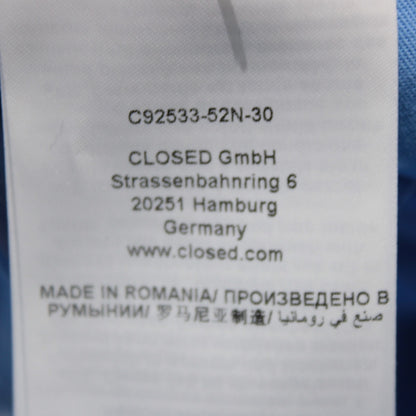 C92533-52N-30
CLOSED GmbH
Strassenbahnring 6
20251 Hamburg
Germany
www.closed.com
MADE IN ROMANIA/ ПРОИЗВЕДЕНО В
РУМЫНИИ/ 罗马尼亚制造/ صنع في رومانيا